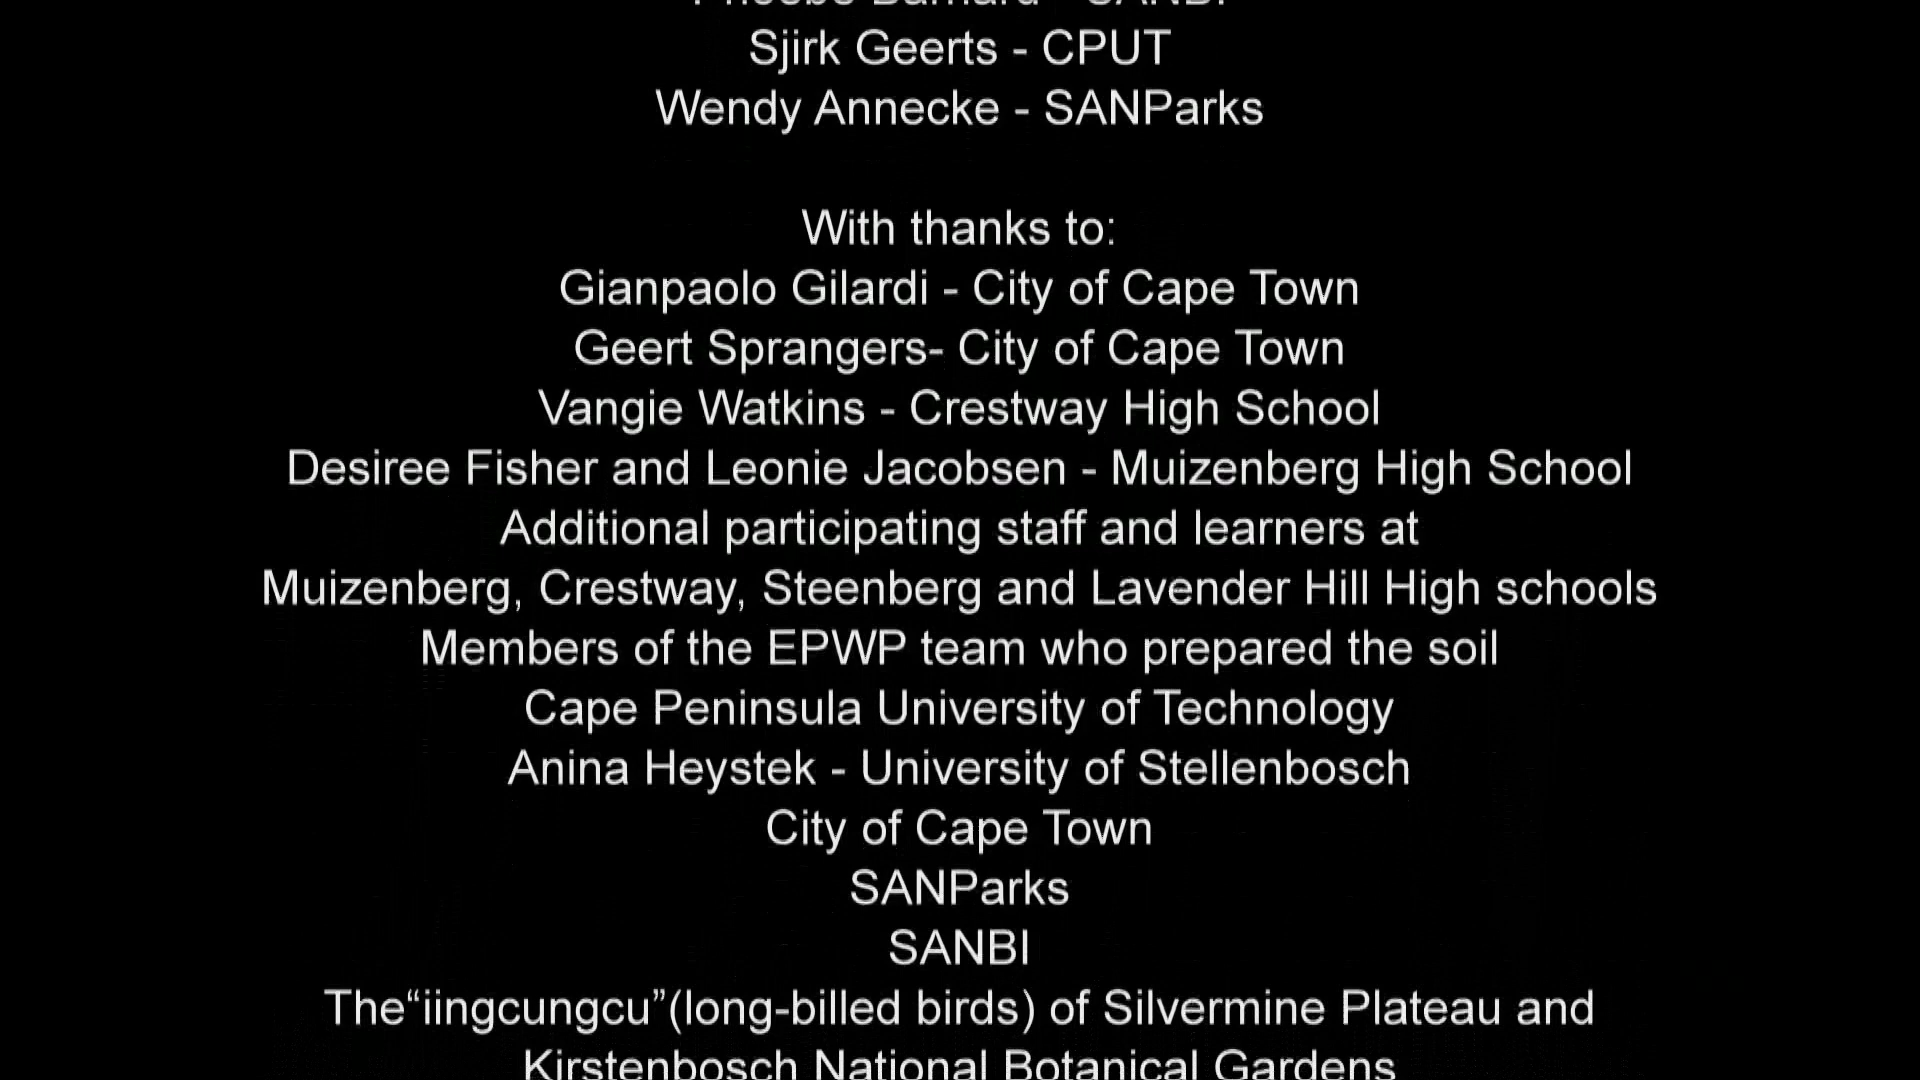 Phoebe Barnard - SANBI
Sjirk Geerts - CPUT
Wendy Annecke - SANParks
With thanks to:
Gianpaolo Gilardi - City of Cape Town
Geert Sprangers- City of Cape Town
Vangie Watkins - Crestway High School
Desiree Fisher and Leonie Jacobsen - Muizenberg High School
Additional participating staff and learners at
Muizenberg, Crestway, Steenberg and Lavender Hill High schools
Members of the EPWP team who prepared the soil
Cape Peninsula University of Technology
Anina Heystek - University of Stellenbosch
City of Cape Town
SANParks
SANBI
The“iingcungcu”(long-billed birds) of Silvermine Plateau and
Kirstenbosch National Botanical Gardens